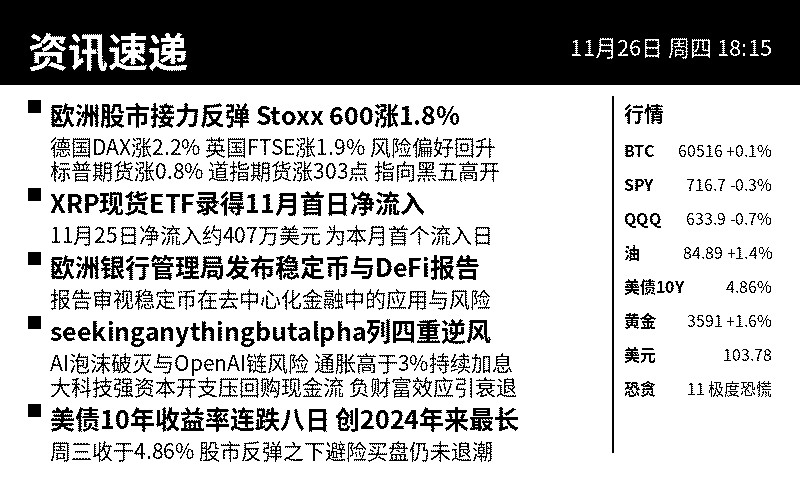 资讯速递
11月26日 周四 18:15
欧洲股市接力反弹 Stoxx 600涨1.8%
德国DAX涨2.2% 英国FTSE涨1.9% 风险偏好回升
标普期货涨0.8% 道指期货涨303点 指向黑五高开
XRP现货ETF录得11月首日净流入
11月25日净流入约407万美元 为本月首个流入日
欧洲银行管理局发布稳定币与DeFi报告
报告审视稳定币在去中心化金融中的应用与风险
seekinganythingbutalpha列四重逆风
AI泡沫破灭与OpenAI链风险 通胀高于3%持续加息
大科技强资本开支压回购现金流 负财富效应引衰退
美债10年收益率连跌八日 创2024年来最长
周三收于4.86% 股市反弹之下避险买盘仍未退潮
行情
BTC 60516 +0.1%
SPY 716.7 -0.3%
QQQ 633.9 -0.7%
油 84.89 +1.4%
美债10Y 4.86%
黄金 3591 +1.6%
美元 103.78
恐贪 11 极度恐慌